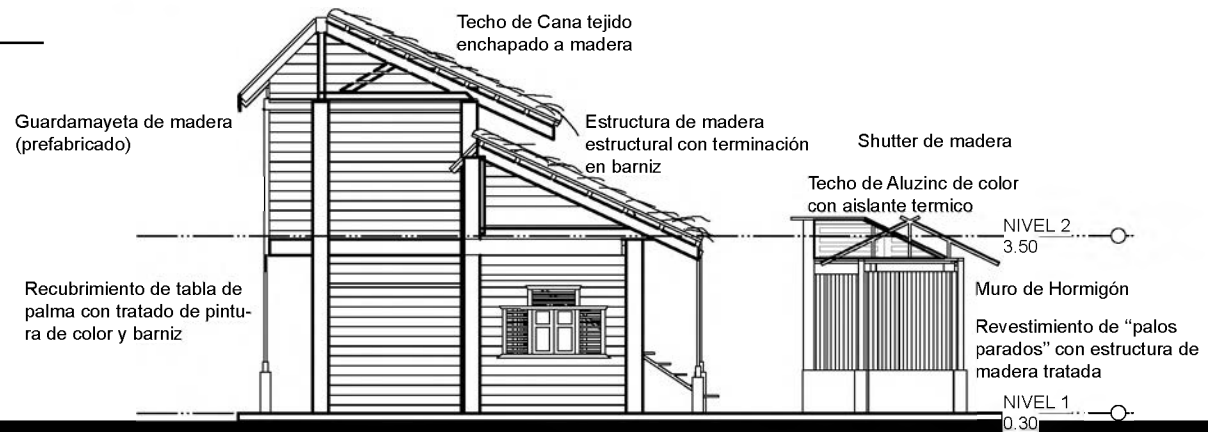 Techo de Cana tejido
enchapado a madera
Guardamayeta de madera
(prefabricado)
Estructura de madera
estructural con terminación
en barniz
Shutter de madera
Techo de Aluzinc de color
con aislante termico
NIVEL 2
3.50
Recubrimiento de tabla de
palma con tratado de pintu-
ra de color y barniz
Muro de Hormigón
Revestimiento de “palos
parados” con estructura de
madera tratada
NIVEL 1
0.30